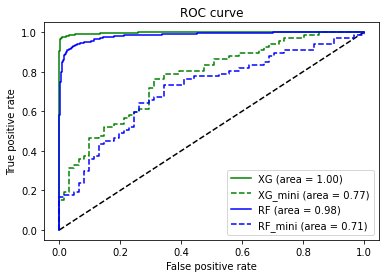 ROC curve
True positive rate
1.0
0.8
0.6
0.4
0.2
0.0
XG (area = 1.00)
XG_mini (area = 0.77)
RF (area = 0.98)
RF_mini (area = 0.71)
0.0 0.2 0.4 0.6 0.8 1.0
False positive rate